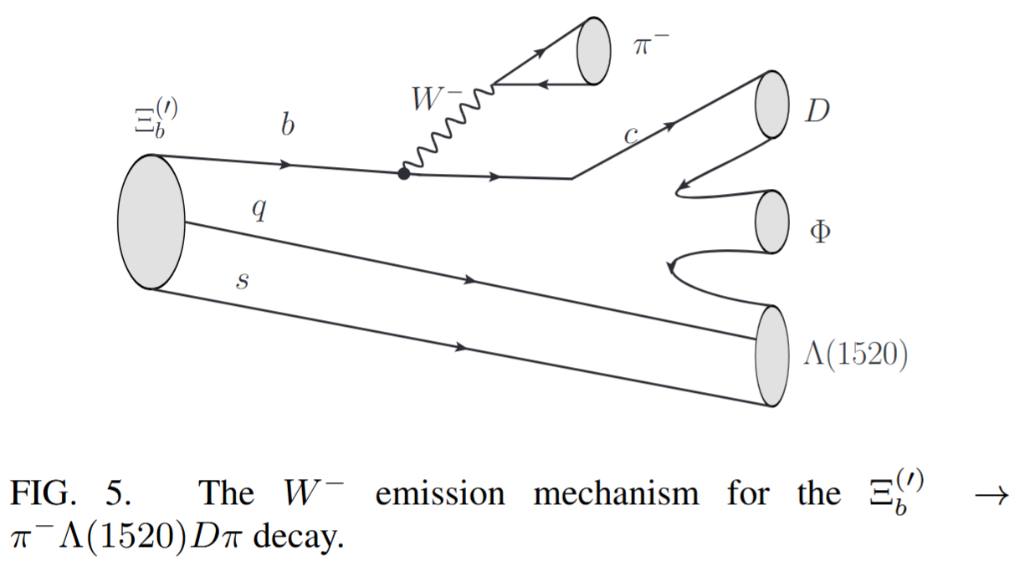 π⁻
W⁻
D
Ξ_b^(′)
b
c
q
Φ
s
Λ(1520)
FIG. 5. The W⁻ emission mechanism for the Ξ_b^(′) →
π⁻Λ(1520)Dπ decay.